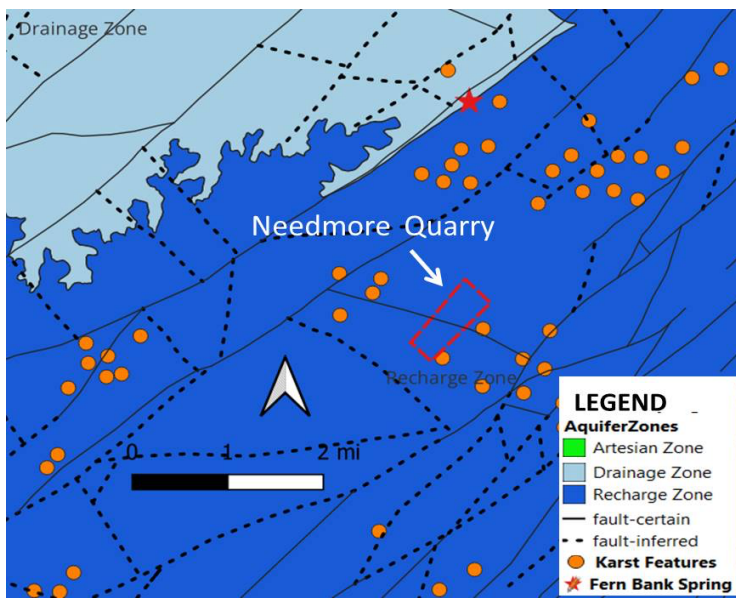 Drainage Zone
Needmore Quarry
Recharge Zone
0 1 2 mi
LEGEND
AquiferZones
Artesian Zone
Drainage Zone
Recharge Zone
fault-certain
fault-inferred
Karst Features
Fern Bank Spring